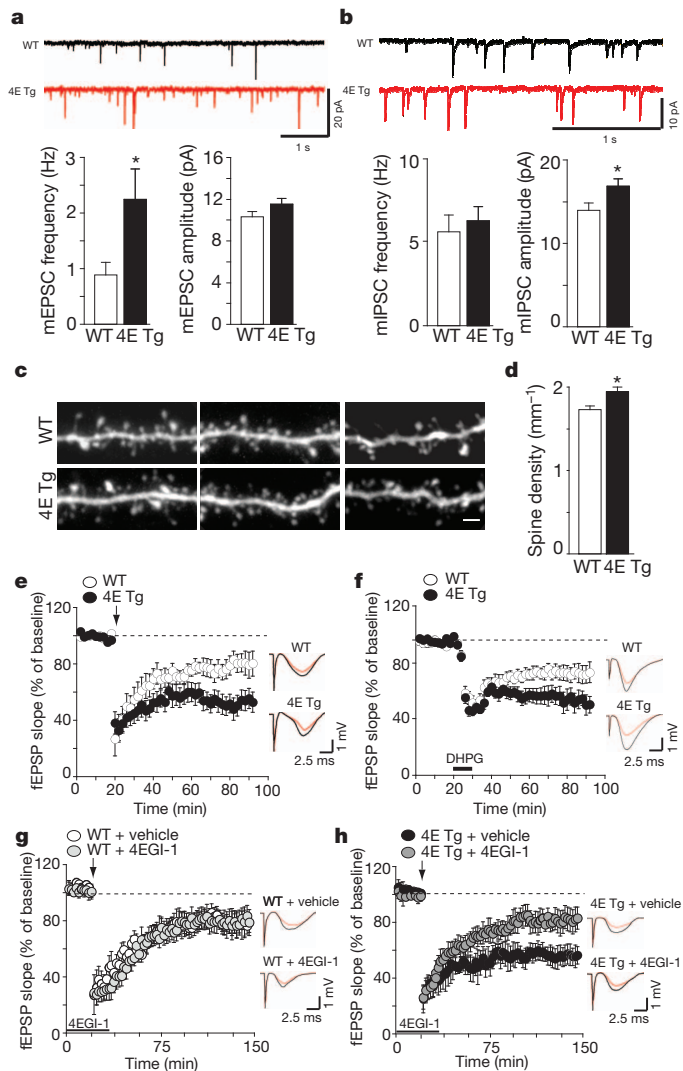 a
WT
4E Tg
20 pA
1 s
mEPSC frequency (Hz)
3
2
1
0
*
WT 4E Tg
mEPSC amplitude (pA)
16
12
8
4
0
WT 4E Tg
b
WT
4E Tg
10 pA
1 s
mIPSC frequency (Hz)
10
5
0
WT 4E Tg
mIPSC amplitude (pA)
20
15
10
5
0
*
WT 4E Tg
c
WT
4E Tg
d
Spine density (mm⁻¹)
2
1
0
*
WT 4E Tg
e
WT
4E Tg
fEPSP slope (% of baseline)
120
80
40
0
0 20 40 60 80 100
Time (min)
WT
4E Tg
1 mV
2.5 ms
f
WT
4E Tg
fEPSP slope (% of baseline)
120
80
40
0
DHPG
0 20 40 60 80 100
Time (min)
WT
4E Tg
1 mV
2.5 ms
g
WT + vehicle
WT + 4EGI-1
fEPSP slope (% of baseline)
120
80
40
0
4EGI-1
0 75 150
Time (min)
WT + vehicle
WT + 4EGI-1
1 mV
2.5 ms
h
4E Tg + vehicle
4E Tg + 4EGI-1
fEPSP slope (% of baseline)
120
80
40
0
4EGI-1
0 75 150
Time (min)
4E Tg + vehicle
4E Tg + 4EGI-1
1 mV
2.5 ms